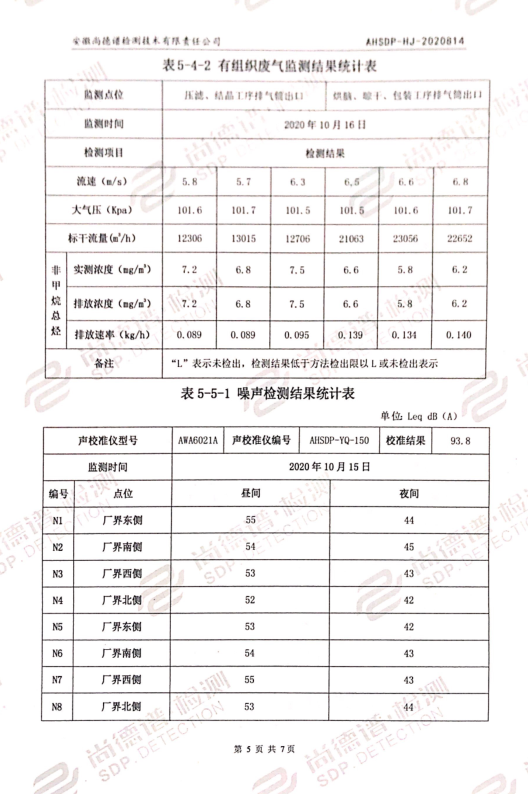 安徽尚德谱检测技术有限责任公司 AHSDP-HJ-2020814
表5-4-2 有组织废气监测结果统计表
监测点位 压滤、结晶工序排气筒出口 烘脑、晾干、包装工序排气筒出口
监测时间 2020年10月16日
检测项目 检测结果
流速（m/s） 5.8 5.7 6.3 6.5 6.6 6.8
大气压（Kpa） 101.6 101.7 101.5 101.5 101.6 101.7
标干流量(m³/h) 12306 13015 12706 21063 23056 22652
非甲烷总烃 实测浓度（mg/m³） 7.2 6.8 7.5 6.6 5.8 6.2
排放浓度（mg/m³） 7.2 6.8 7.5 6.6 5.8 6.2
排放速率（kg/h） 0.089 0.089 0.095 0.139 0.134 0.140
备注 “L”表示未检出，检测结果低于方法检出限以L或未检出表示
表 5-5-1 噪声检测结果统计表
单位: Leq dB（A）
声校准仪型号 AWA6021A 声校准仪编号 AHSDP-YQ-150 校准结果 93.8
监测时间 2020年10月15日
编号 点位 昼间 夜间
N1 厂界东侧 55 44
N2 厂界南侧 54 45
N3 厂界西侧 53 43
N4 厂界北侧 52 42
N5 厂界东侧 53 42
N6 厂界南侧 54 43
N7 厂界西侧 55 43
N8 厂界北侧 53 44
第 5 页 共 7页
尚德谱·检测
SDP.DETECTION